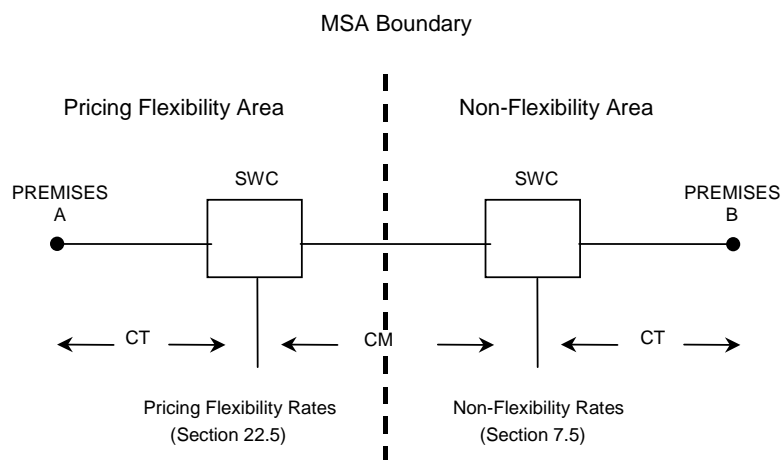 MSA Boundary
Pricing Flexibility Area
Non-Flexibility Area
SWC
SWC
PREMISES
A
PREMISES
B
CT
CM
CT
Pricing Flexibility Rates
(Section 22.5)
Non-Flexibility Rates
(Section 7.5)